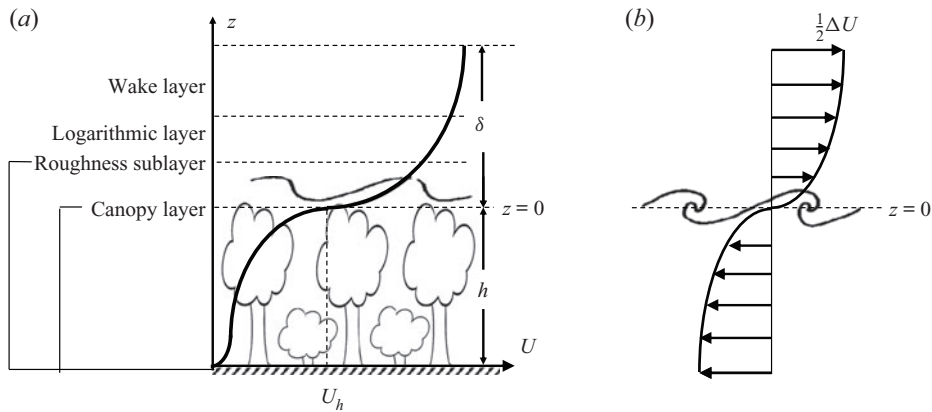 (a)
z
Wake layer
Logarithmic layer
Roughness sublayer
Canopy layer
δ
z = 0
h
U
U_h
(b)
½ΔU
z = 0